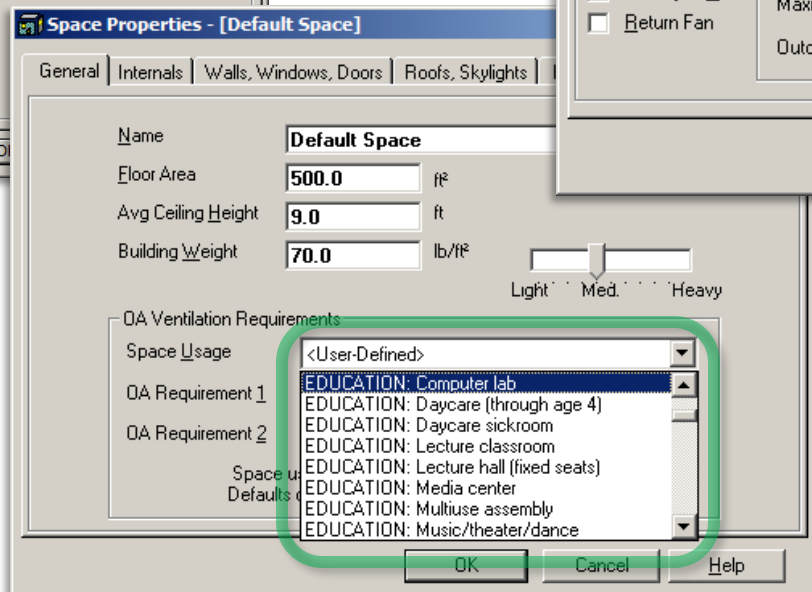 Space Properties - [Default Space]
Return Fan
General
Internals
Walls, Windows, Doors
Roofs, Skylights
Name
Default Space
Floor Area
500.0
ft²
Avg Ceiling Height
9.0
ft
Building Weight
70.0
lb/ft²
Light
Med.
Heavy
OA Ventilation Requirements
Space Usage
<User-Defined>
OA Requirement 1
OA Requirement 2
EDUCATION: Computer lab
EDUCATION: Daycare (through age 4)
EDUCATION: Daycare sickroom
EDUCATION: Lecture classroom
EDUCATION: Lecture hall (fixed seats)
EDUCATION: Media center
EDUCATION: Multiuse assembly
EDUCATION: Music/theater/dance
Space
Defaults
OK
Cancel
Help